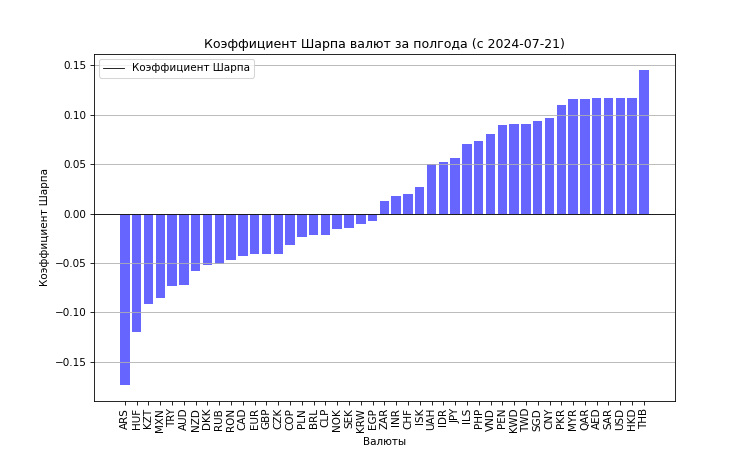 Коэффициент Шарпа валют за полгода (с 2024-07-21)
Коэффициент Шарпа
Коэффициент Шарпа
0.15
0.10
0.05
0.00
−0.05
−0.10
−0.15
ARS HUF KZT MXN TRY AUD NZD DKK RUB RON CAD EUR GBP CZK COP PLN BRL CLP NOK SEK KRW EGP ZAR INR CHF ISK UAH IDR JPY ILS PHP VND PEN KWD TWD SGD CNY PKR MYR QAR AED SAR USD HKD THB
Валюты